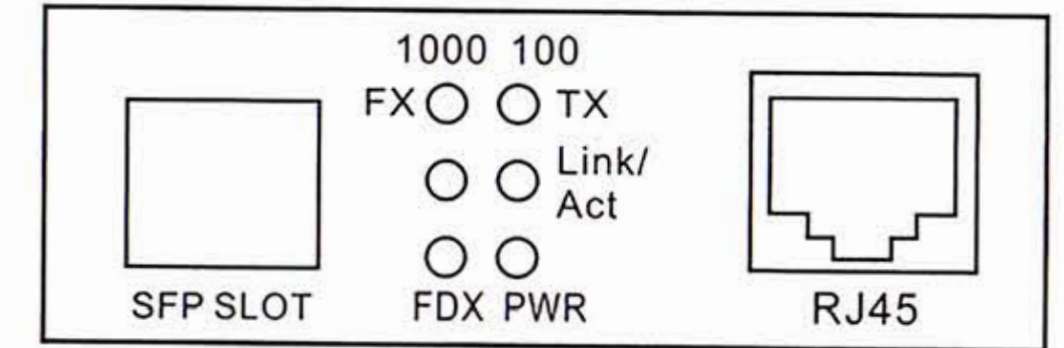 1000 100
FX TX
Link/
Act
SFP SLOT FDX PWR RJ45